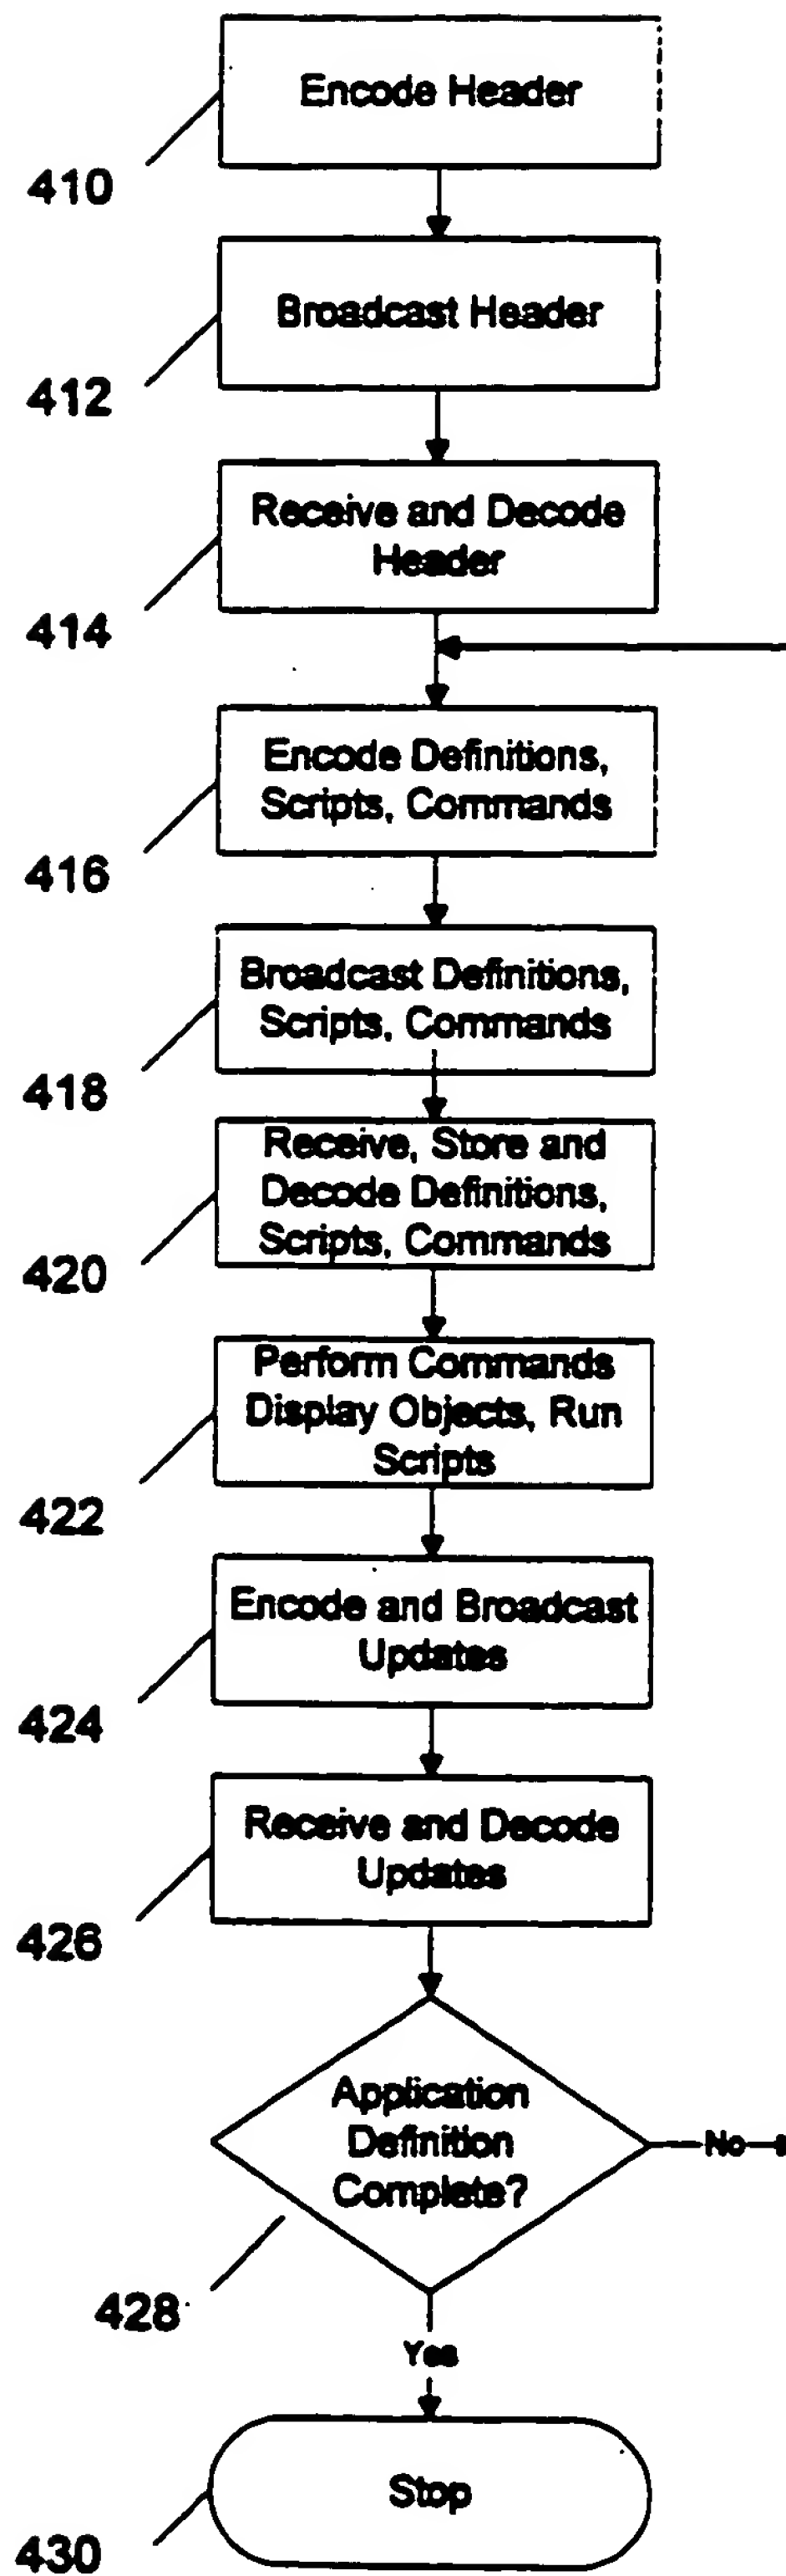 Encode Header
410
Broadcast Header
412
Receive and Decode
Header
414
Encode Definitions,
Scripts, Commands
416
Broadcast Definitions,
Scripts, Commands
418
Receive, Store and
Decode Definitions,
Scripts, Commands
420
Perform Commands
Display Objects, Run
Scripts
422
Encode and Broadcast
Updates
424
Receive and Decode
Updates
426
Application
Definition
Complete?
No
428
Yes
Stop
430